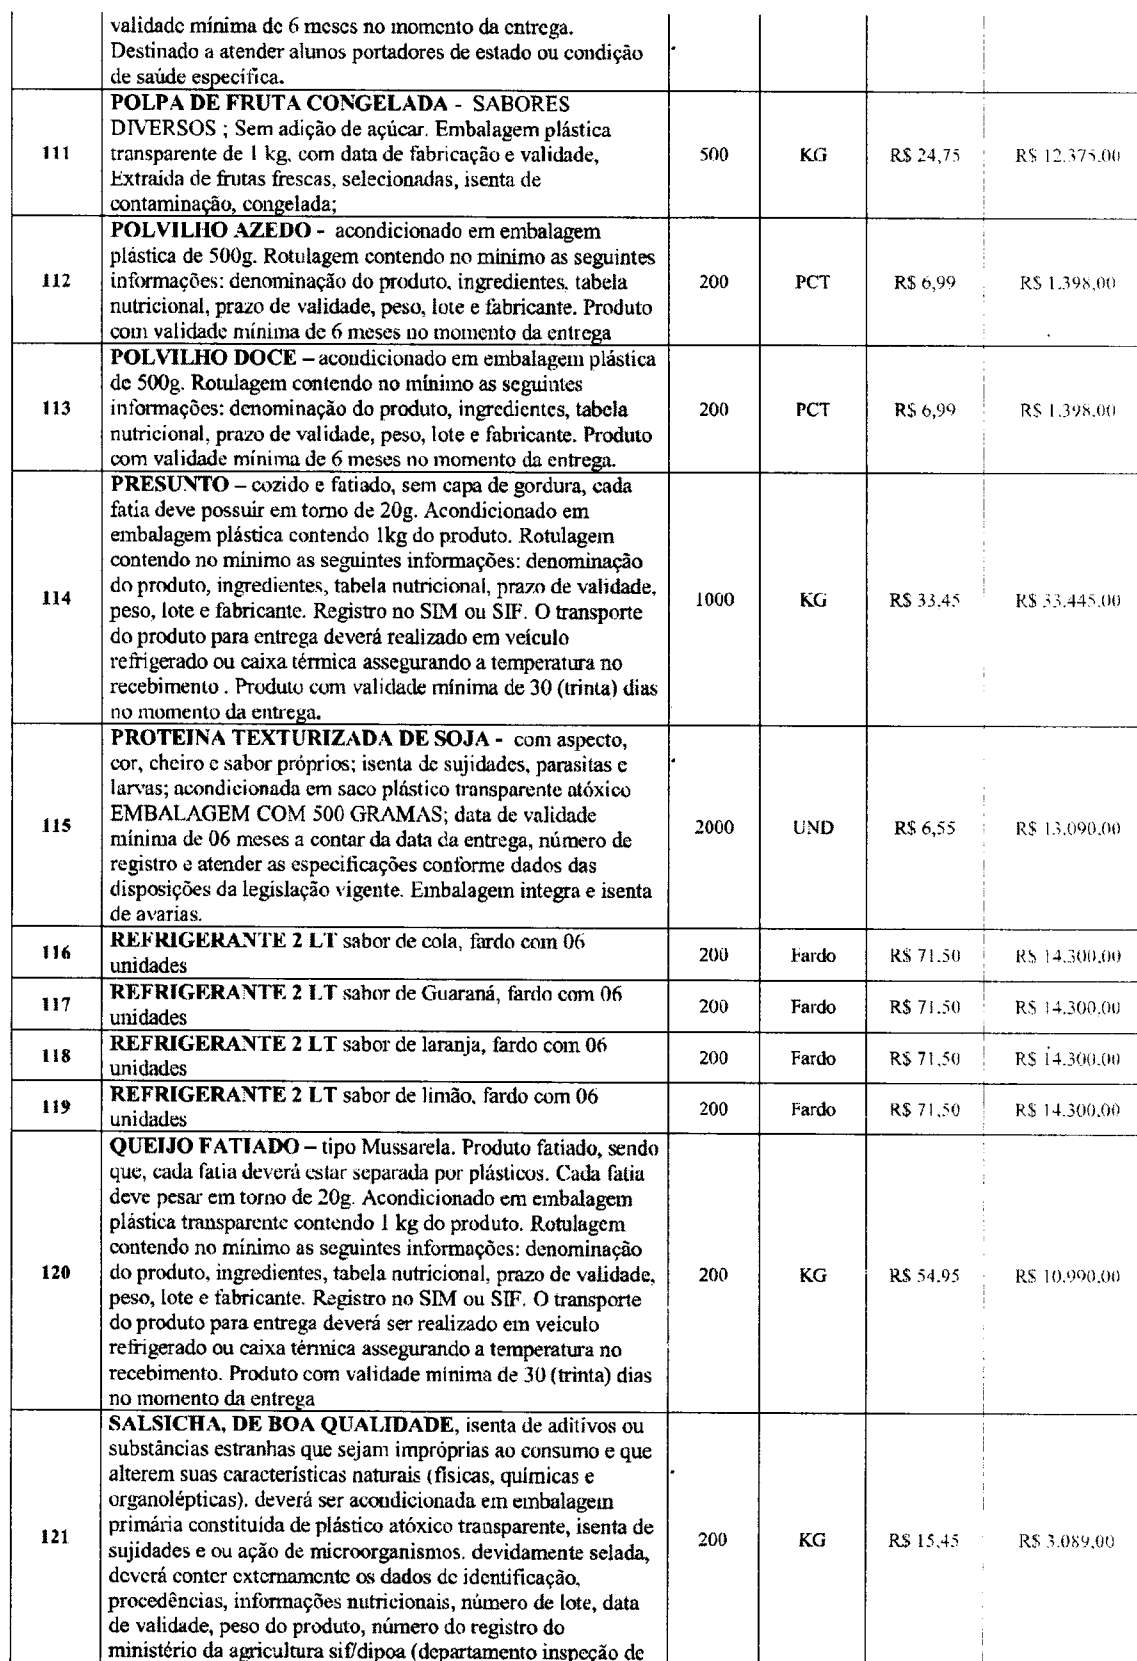 validade mínima de 6 meses no momento da entrega.
Destinado a atender alunos portadores de estado ou condição
de saúde específica.
POLPA DE FRUTA CONGELADA - SABORES
DIVERSOS ; Sem adição de açúcar. Embalagem plástica
111 transparente de 1 kg, com data de fabricação e validade, 500 KG R$ 24,75 R$ 12.375,00
Extraída de frutas frescas, selecionadas, isenta de
contaminação, congelada;
POLVILHO AZEDO - acondicionado em embalagem
plástica de 500g. Rotulagem contendo no mínimo as seguintes
112 informações: denominação do produto, ingredientes, tabela 200 PCT R$ 6,99 R$ 1.398,00
nutricional, prazo de validade, peso, lote e fabricante. Produto
com validade mínima de 6 meses no momento da entrega
POLVILHO DOCE – acondicionado em embalagem plástica
de 500g. Rotulagem contendo no mínimo as seguintes
113 informações: denominação do produto, ingredientes, tabela 200 PCT R$ 6,99 R$ 1.398,00
nutricional, prazo de validade, peso, lote e fabricante. Produto
com validade mínima de 6 meses no momento da entrega.
PRESUNTO – cozido e fatiado, sem capa de gordura, cada
fatia deve possuir em torno de 20g. Acondicionado em
embalagem plástica contendo 1kg do produto. Rotulagem
contendo no mínimo as seguintes informações: denominação
do produto, ingredientes, tabela nutricional, prazo de validade,
114 peso, lote e fabricante. Registro no SIM ou SIF. O transporte 1000 KG R$ 33,45 R$ 33.445,00
do produto para entrega deverá realizado em veículo
refrigerado ou caixa térmica assegurando a temperatura no
recebimento . Produto com validade mínima de 30 (trinta) dias
no momento da entrega.
PROTEINA TEXTURIZADA DE SOJA - com aspecto,
cor, cheiro e sabor próprios; isenta de sujidades, parasitas e
larvas; acondicionada em saco plástico transparente atóxico
EMBALAGEM COM 500 GRAMAS; data de validade
115 mínima de 06 meses a contar da data da entrega, número de 2000 UND R$ 6,55 R$ 13.090,00
registro e atender as especificações conforme dados das
disposições da legislação vigente. Embalagem integra e isenta
de avarias.
116 REFRIGERANTE 2 LT sabor de cola, fardo com 06 200 Fardo R$ 71,50 R$ 14.300,00
unidades
117 REFRIGERANTE 2 LT sabor de Guaraná, fardo com 06 200 Fardo R$ 71,50 R$ 14.300,00
unidades
118 REFRIGERANTE 2 LT sabor de laranja, fardo com 06 200 Fardo R$ 71,50 R$ 14.300,00
unidades
119 REFRIGERANTE 2 LT sabor de limão, fardo com 06 200 Fardo R$ 71,50 R$ 14.300,00
unidades
QUEIJO FATIADO – tipo Mussarela. Produto fatiado, sendo
que, cada fatia deverá estar separada por plásticos. Cada fatia
deve pesar em torno de 20g. Acondicionado em embalagem
plástica transparente contendo 1 kg do produto. Rotulagem
contendo no mínimo as seguintes informações: denominação
120 do produto, ingredientes, tabela nutricional, prazo de validade, 200 KG R$ 54,95 R$ 10.990,00
peso, lote e fabricante. Registro no SIM ou SIF. O transporte
do produto para entrega deverá ser realizado em veículo
refrigerado ou caixa térmica assegurando a temperatura no
recebimento. Produto com validade mínima de 30 (trinta) dias
no momento da entrega
SALSICHA, DE BOA QUALIDADE, isenta de aditivos ou
substâncias estranhas que sejam impróprias ao consumo e que
alterem suas características naturais (físicas, químicas e
organolépticas). deverá ser acondicionada em embalagem
121 primária constituída de plástico atóxico transparente, isenta de 200 KG R$ 15,45 R$ 3.089,00
sujidades e ou ação de microorganismos. devidamente selada,
deverá conter externamente os dados de identificação,
procedências, informações nutricionais, número de lote, data
de validade, peso do produto, número do registro do
ministério da agricultura sif/dipoa (departamento inspeção de